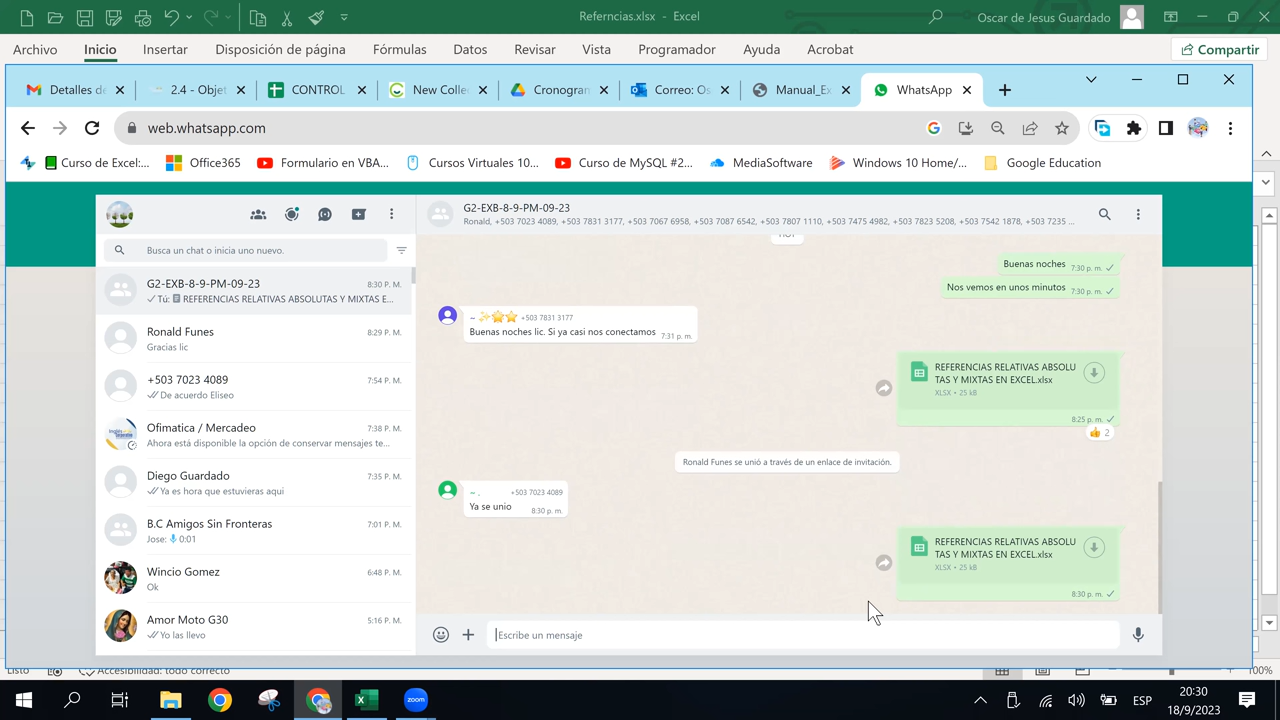 Referncias.xlsx - Excel
Oscar de Jesus Guardado
Archivo
Inicio
Insertar
Disposición de página
Fórmulas
Datos
Revisar
Vista
Programador
Ayuda
Acrobat
Compartir
Detalles de
2.4 - Objet
CONTROL
New Colle
Cronogran
Correo: Os
Manual_Ex
WhatsApp
web.whatsapp.com
Curso de Excel:...
Office365
Formulario en VBA...
Cursos Virtuales 10...
Curso de MySQL #2...
MediaSoftware
Windows 10 Home/...
Google Education
Busca un chat o inicia uno nuevo.
G2-EXB-8-9-PM-09-23
8:30 P. M.
Tú: REFERENCIAS RELATIVAS ABSOLUTAS Y MIXTAS E...
Ronald Funes
8:29 P. M.
Gracias lic
+503 7023 4089
7:54 P. M.
De acuerdo Eliseo
Ofimatica / Mercadeo
7:38 P. M.
Ahora está disponible la opción de conservar mensajes te...
Diego Guardado
7:35 P. M.
Ya es hora que estuvieras aqui
B.C Amigos Sin Fronteras
7:01 P. M.
Jose: 0:01
Wincio Gomez
6:48 P. M.
Ok
Amor Moto G30
5:16 P. M.
Yo las llevo
G2-EXB-8-9-PM-09-23
Ronald, +503 7023 4089, +503 7831 3177, +503 7067 6958, +503 7087 6542, +503 7807 1110, +503 7475 4982, +503 7823 5208, +503 7542 1878, +503 7235 ...
Buenas noches
7:30 p. m.
Nos vemos en unos minutos
7:30 p. m.
~ ✨⭐⭐ +503 7831 3177
Buenas noches lic. Si ya casi nos conectamos
7:31 p. m.
REFERENCIAS RELATIVAS ABSOLU
TAS Y MIXTAS EN EXCEL.xlsx
XLSX • 25 kB
8:25 p. m.
👍 2
Ronald Funes se unió a través de un enlace de invitación.
~ . +503 7023 4089
Ya se unio
8:30 p. m.
REFERENCIAS RELATIVAS ABSOLU
TAS Y MIXTAS EN EXCEL.xlsx
XLSX • 25 kB
8:30 p. m.
Escribe un mensaje
Listo
Accesibilidad: todo correcto
100%
zoom
ESP
20:30
18/9/2023